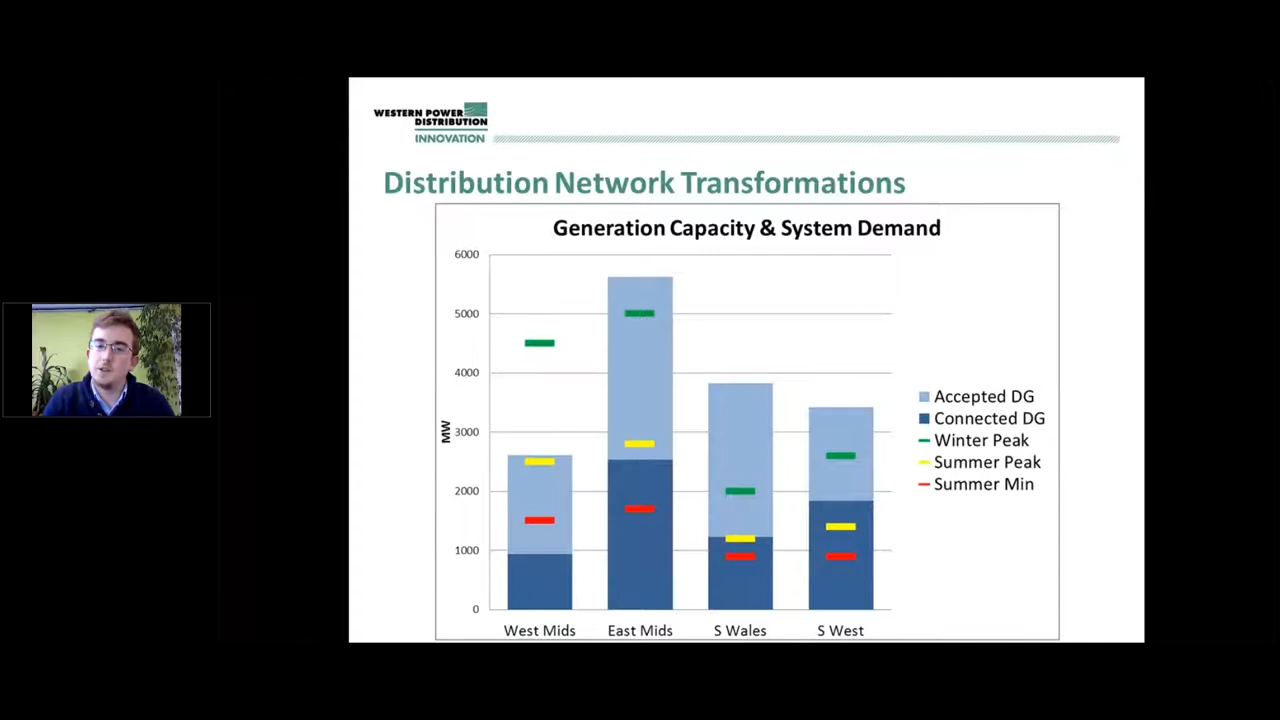 WESTERN POWER
DISTRIBUTION
INNOVATION
Distribution Network Transformations
Generation Capacity & System Demand
6000
5000
4000
3000
2000
1000
0
MW
West Mids
East Mids
S Wales
S West
Accepted DG
Connected DG
Winter Peak
Summer Peak
Summer Min